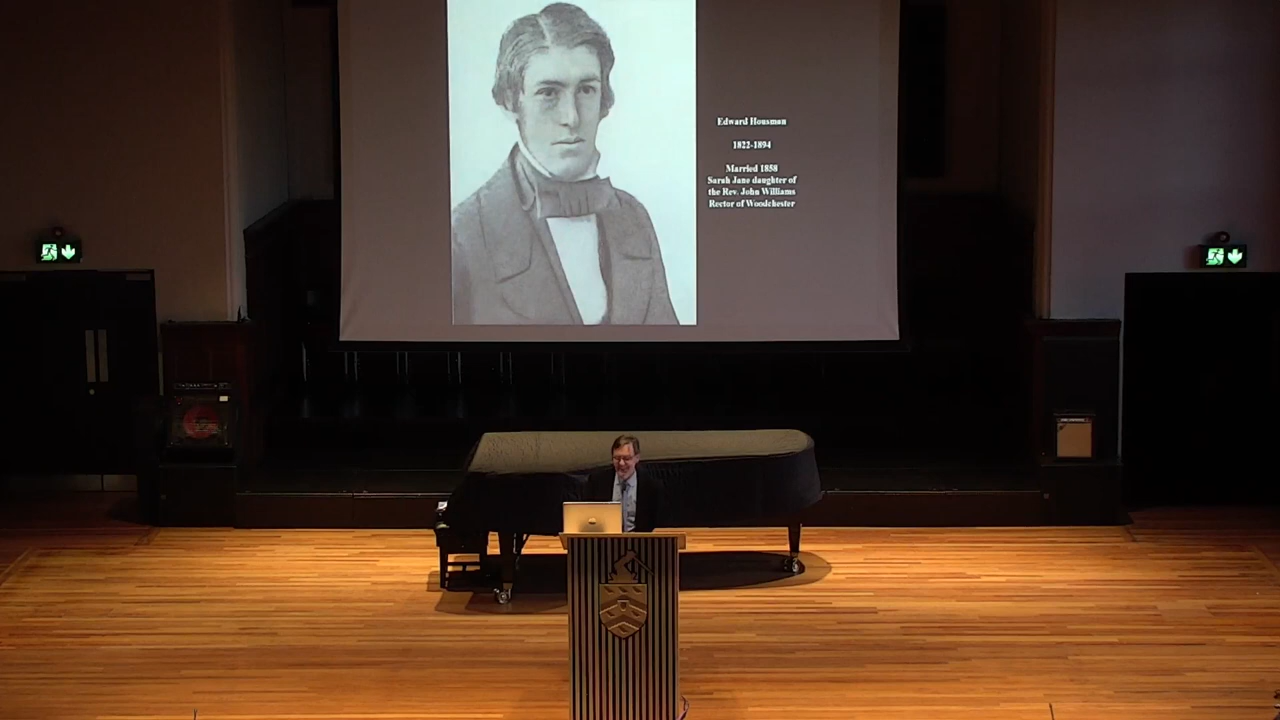 Edward Housman
1822-1894
Married 1858
Sarah Jane daughter of
the Rev. John Williams
Rector of Woodchester